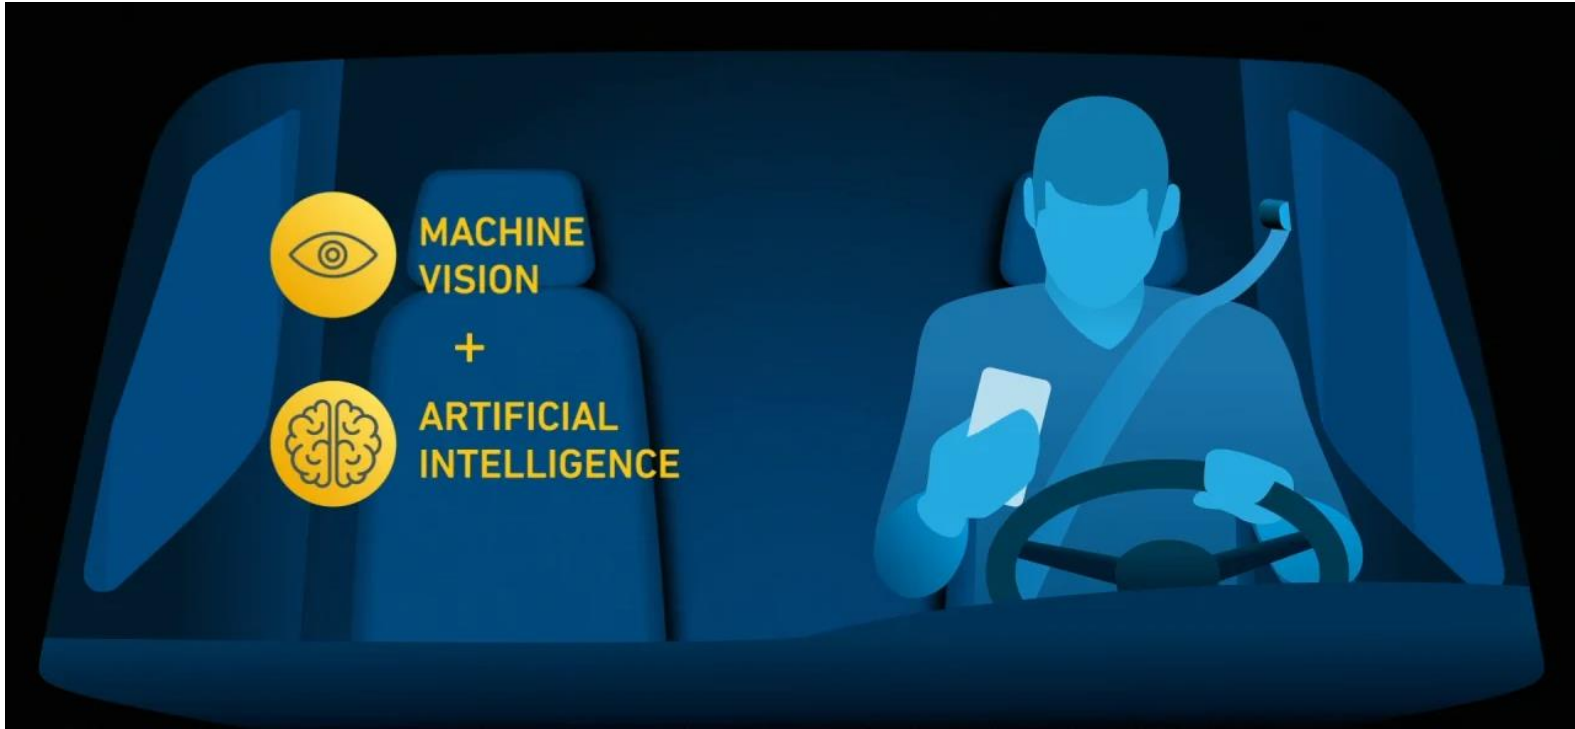 MACHINE
VISION
+
ARTIFICIAL
INTELLIGENCE